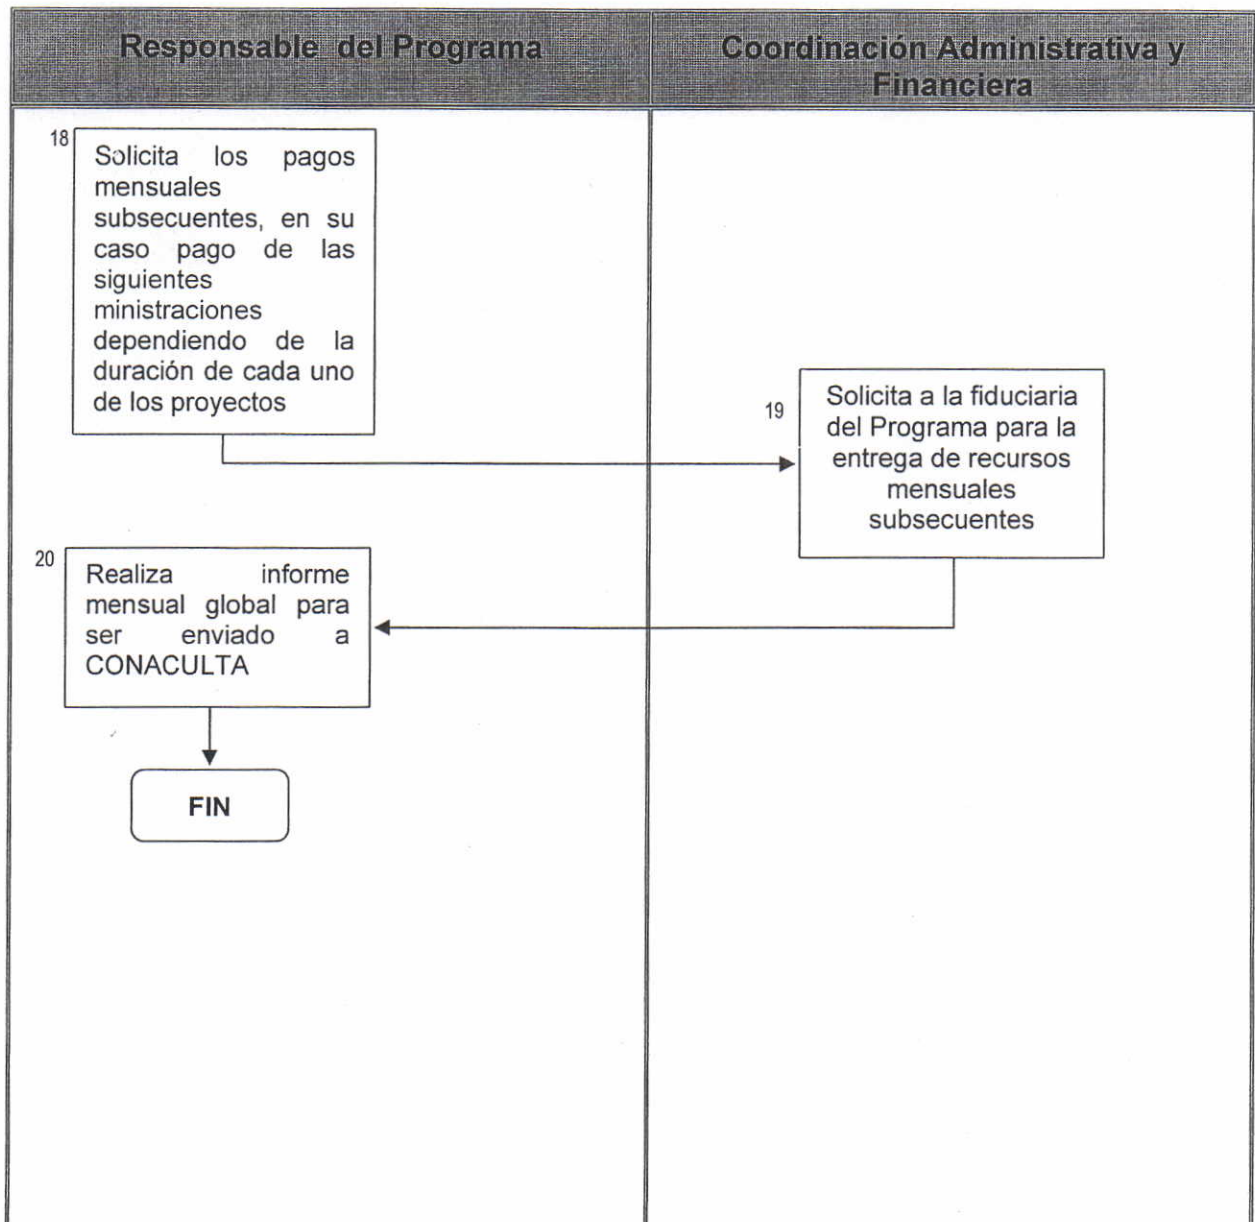 Responsable del Programa
Coordinación Administrativa y
Financiera
18
Solicita los pagos
mensuales
subsecuentes, en su
caso pago de las
siguientes
ministraciones
dependiendo de la
duración de cada uno
de los proyectos
19
Solicita a la fiduciaria
del Programa para la
entrega de recursos
mensuales
subsecuentes
20
Realiza informe
mensual global para
ser enviado a
CONACULTA
FIN